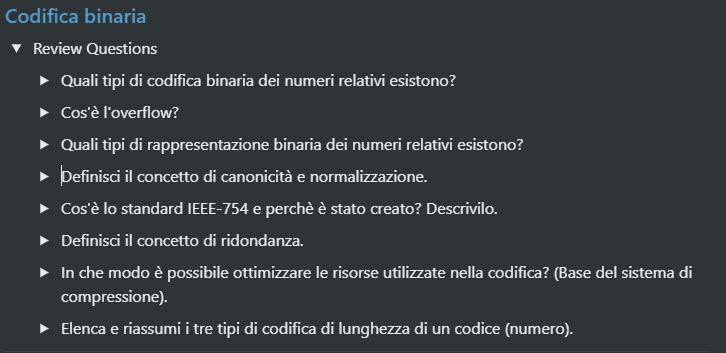 Codifica binaria
Review Questions
Quali tipi di codifica binaria dei numeri relativi esistono?
Cos'è l'overflow?
Quali tipi di rappresentazione binaria dei numeri relativi esistono?
Definisci il concetto di canonicità e normalizzazione.
Cos'è lo standard IEEE-754 e perchè è stato creato? Descrivilo.
Definisci il concetto di ridondanza.
In che modo è possibile ottimizzare le risorse utilizzate nella codifica? (Base del sistema di
compressione).
Elenca e riassumi i tre tipi di codifica di lunghezza di un codice (numero).